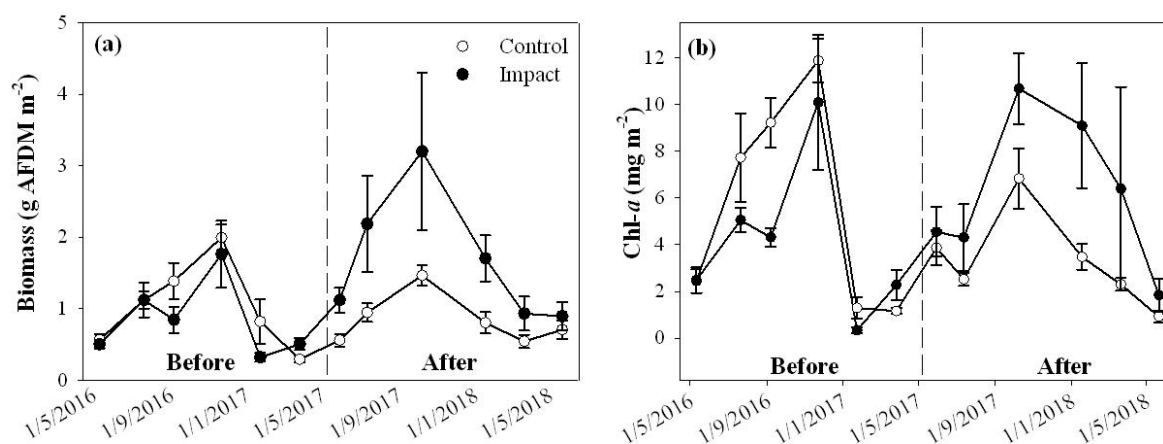 (a)
Control
Impact
Biomass (g AFDM m-2)
5
4
3
2
1
0
Before
After
1/5/2016
1/9/2016
1/1/2017
1/5/2017
1/9/2017
1/1/2018
1/5/2018
(b)
Chl-a (mg m-2)
12
10
8
6
4
2
0
Before
After
1/5/2016
1/9/2016
1/1/2017
1/5/2017
1/9/2017
1/1/2018
1/5/2018